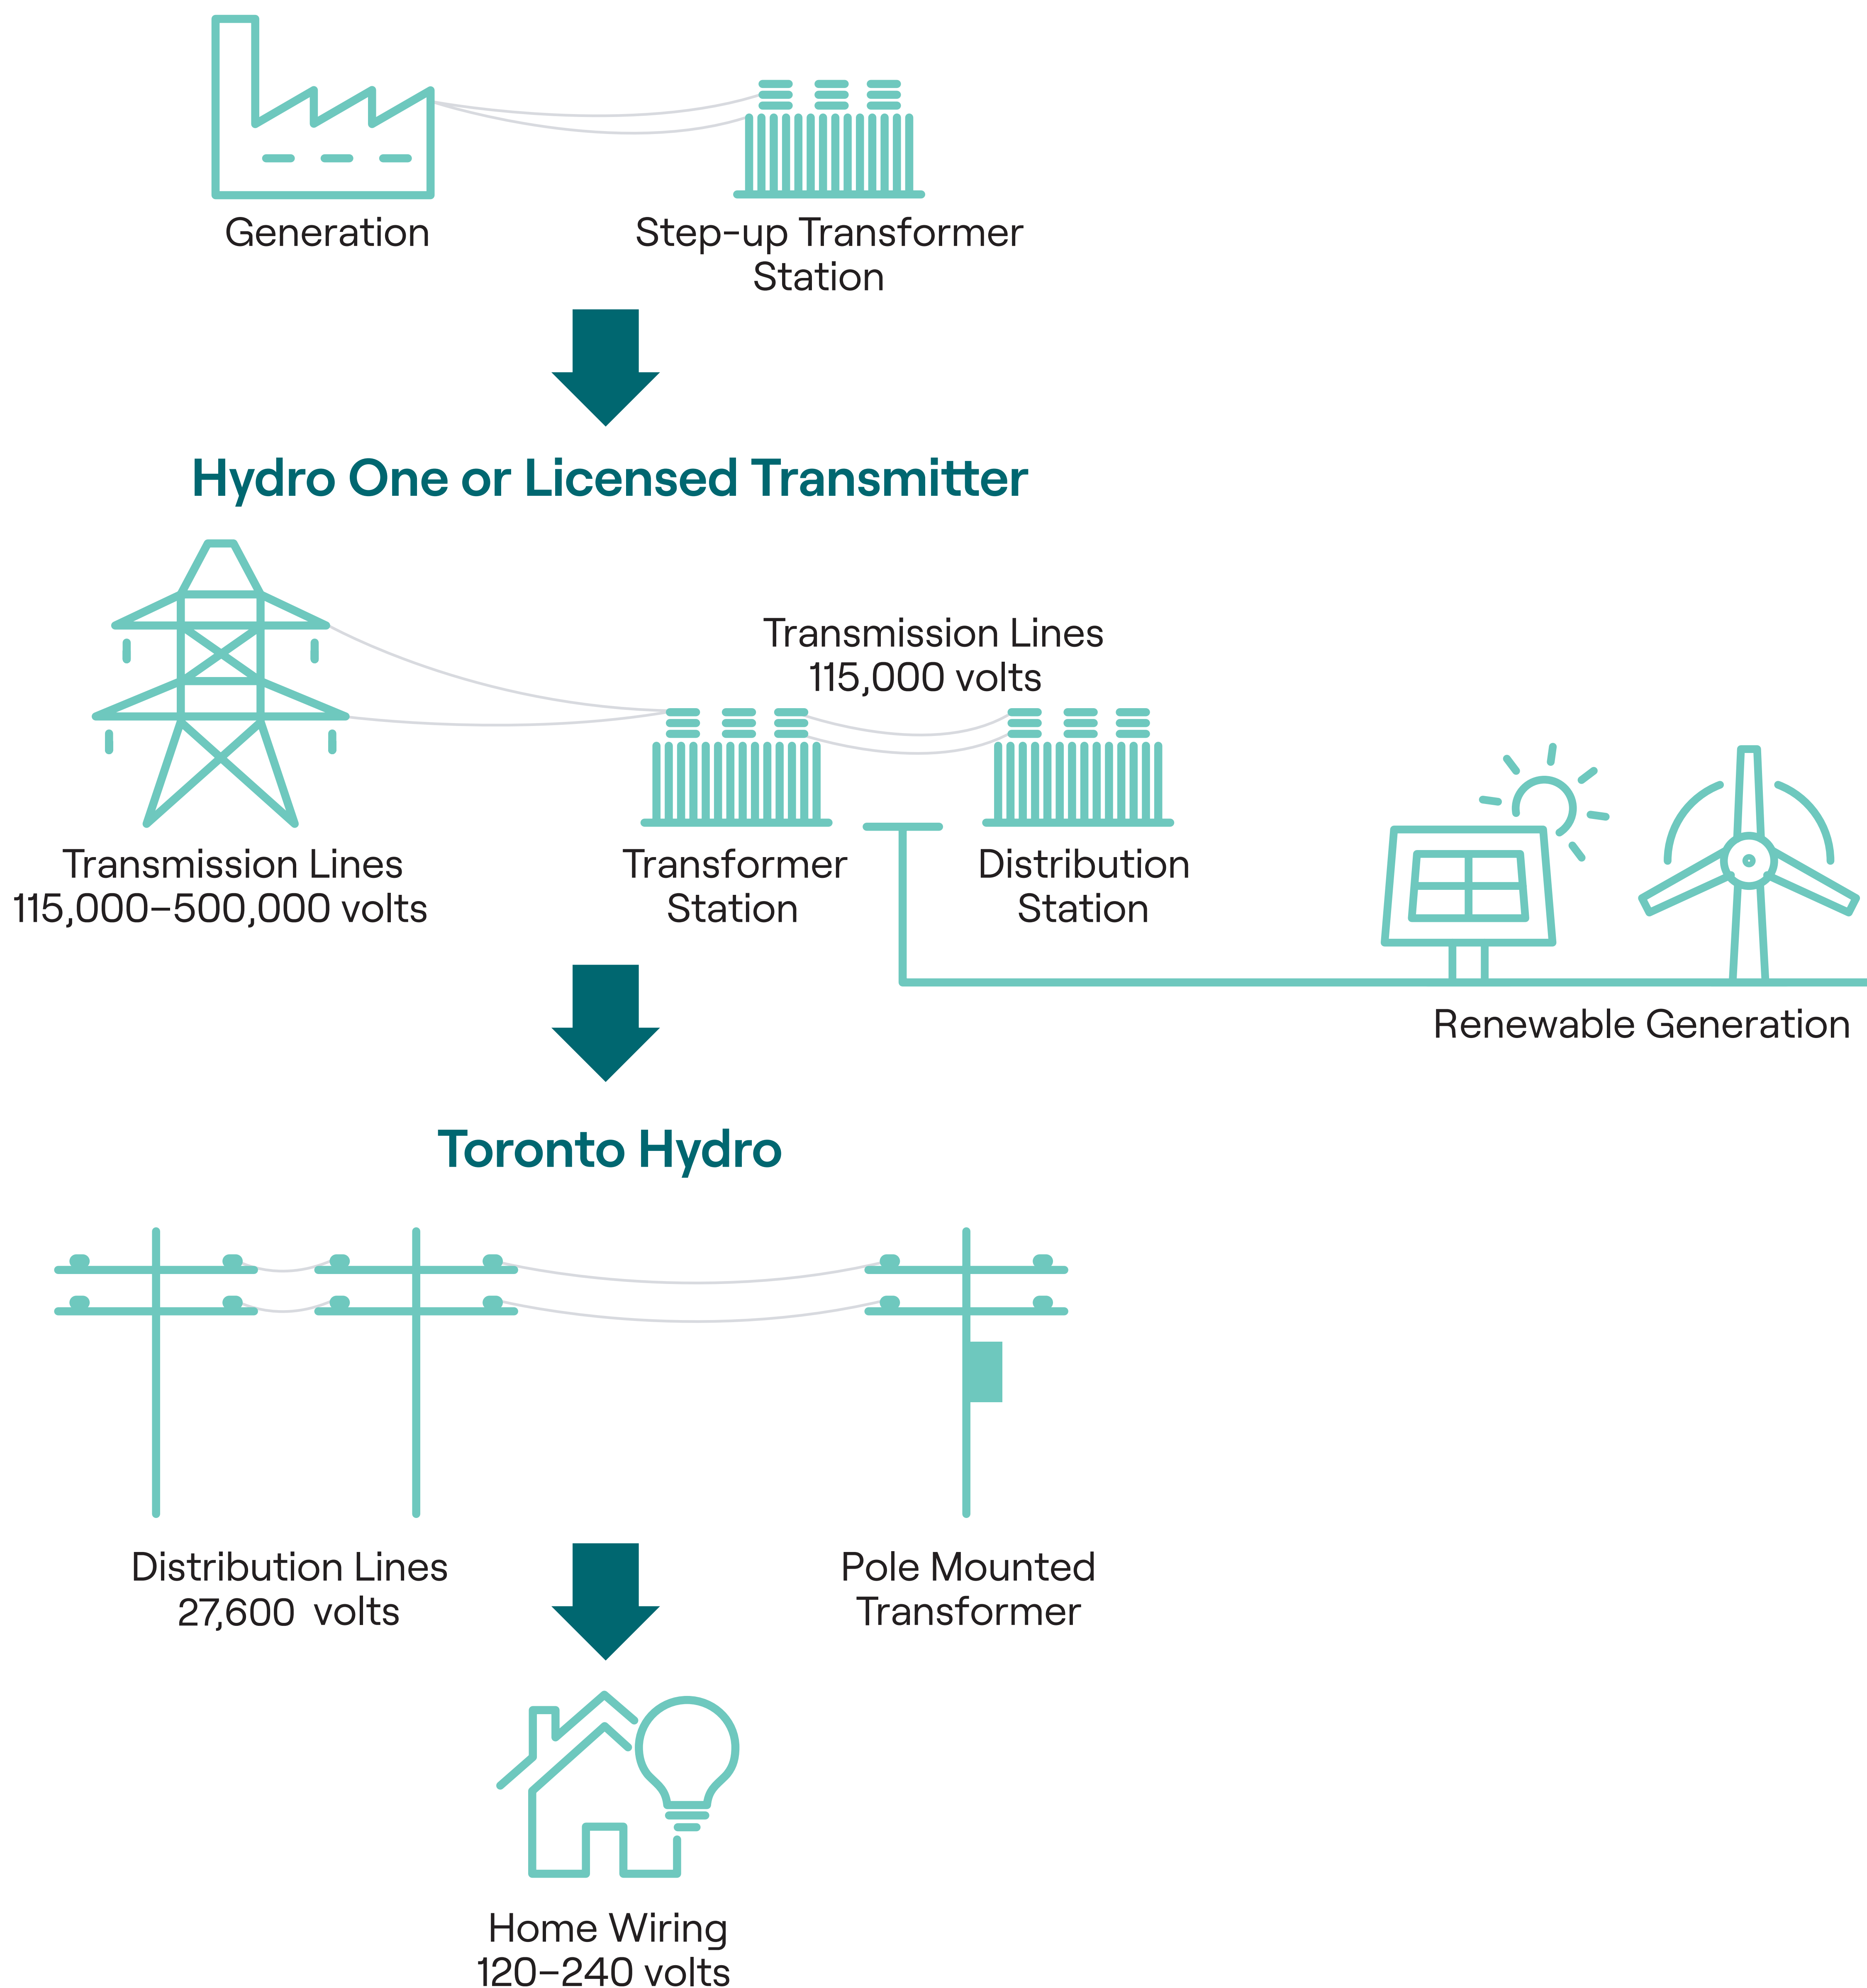 Generation
Step-up Transformer
Station
Hydro One or Licensed Transmitter
Transmission Lines
115,000 volts
Transmission Lines
115,000–500,000 volts
Transformer
Station
Distribution
Station
Renewable Generation
Toronto Hydro
Distribution Lines
27,600 volts
Pole Mounted
Transformer
Home Wiring
120–240 volts